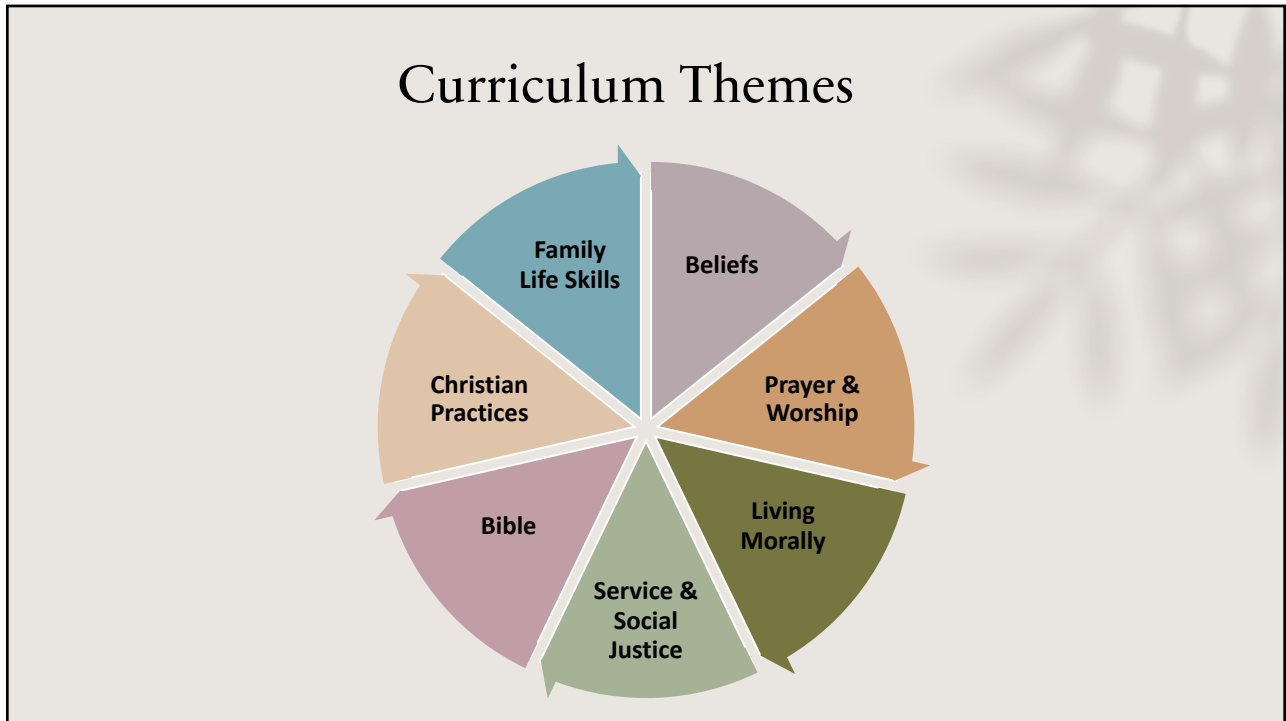 Curriculum Themes
Family
Life Skills
Beliefs
Christian
Practices
Prayer &
Worship
Bible
Living
Morally
Service &
Social
Justice